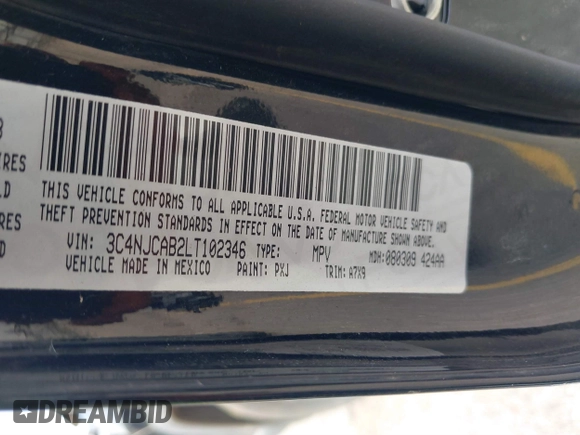 THIS VEHICLE CONFORMS TO ALL APPLICABLE U.S.A. FEDERAL MOTOR VEHICLE SAFETY AND
THEFT PREVENTION STANDARDS IN EFFECT ON THE DATE OF MANUFACTURE SHOWN ABOVE.
VIN: 3C4NJCAB2LT102346 TYPE: MPV MDH:080309 424AA
VEHICLE MADE IN MEXICO PAINT: PXJ TRIM: A7X9
DREAMBID